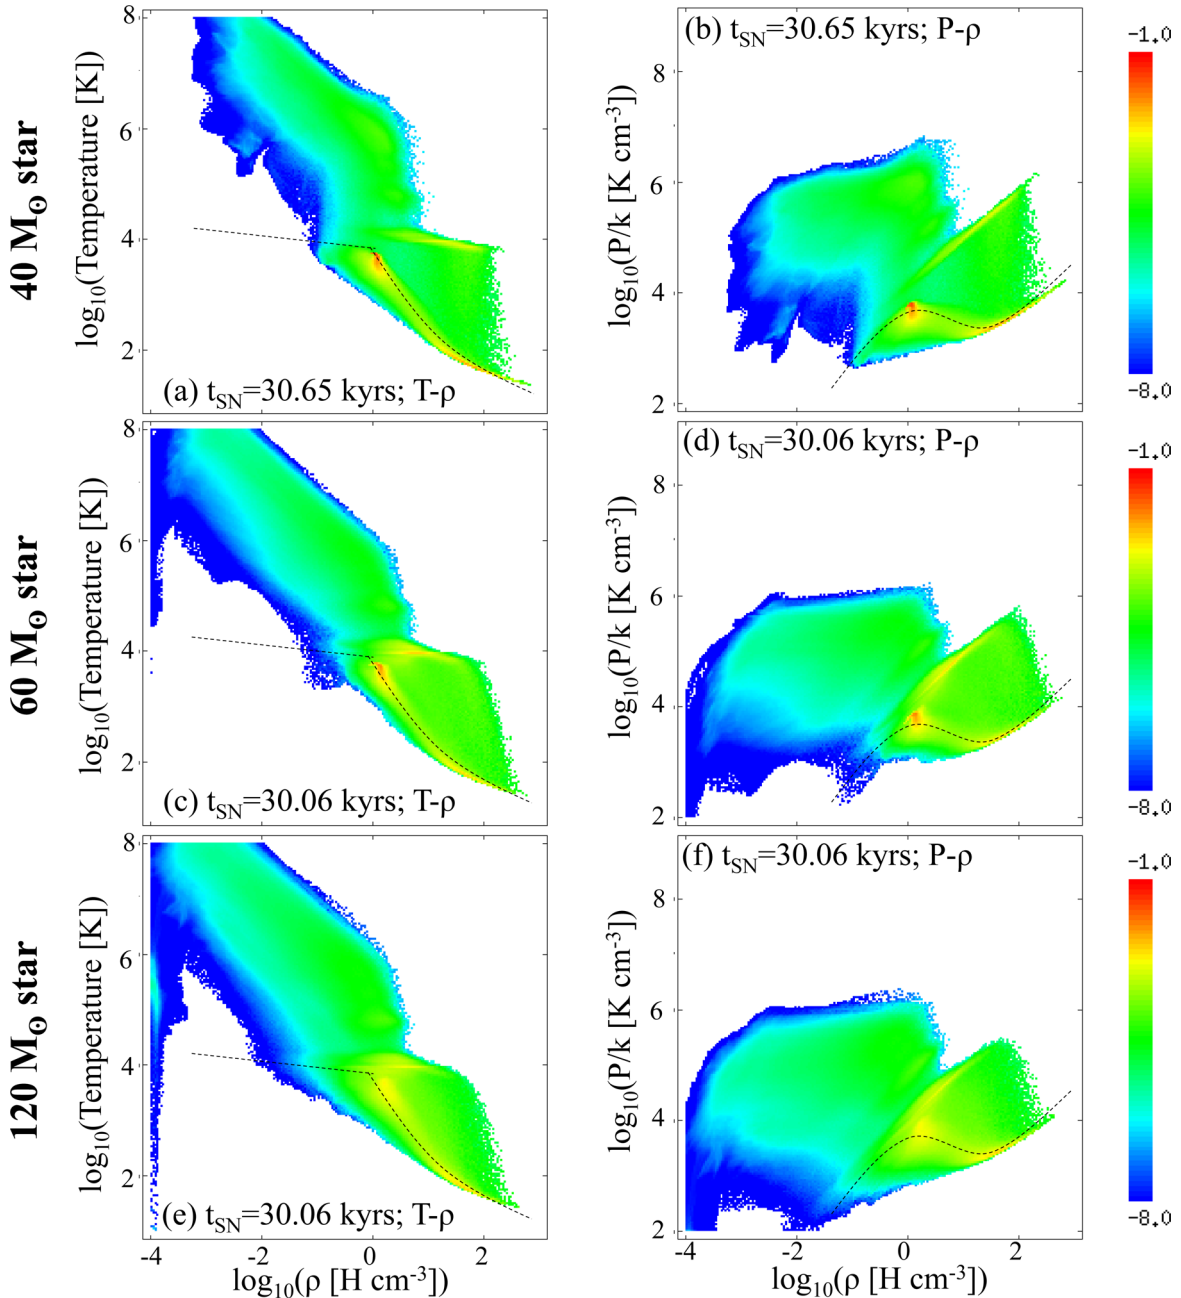 40 M⊙ star
log₁₀(Temperature [K])
8
6
4
2
(a) tSN=30.65 kyrs; T-ρ
log₁₀(P/k [K cm⁻³])
8
6
4
2
(b) tSN=30.65 kyrs; P-ρ
-1.0
-8.0
60 M⊙ star
log₁₀(Temperature [K])
8
6
4
2
(c) tSN=30.06 kyrs; T-ρ
log₁₀(P/k [K cm⁻³])
8
6
4
2
(d) tSN=30.06 kyrs; P-ρ
-1.0
-8.0
120 M⊙ star
log₁₀(Temperature [K])
8
6
4
2
(e) tSN=30.06 kyrs; T-ρ
-4 -2 0 2
log₁₀(ρ [H cm⁻³])
log₁₀(P/k [K cm⁻³])
8
6
4
2
(f) tSN=30.06 kyrs; P-ρ
-4 -2 0 2
log₁₀(ρ [H cm⁻³])
-1.0
-8.0